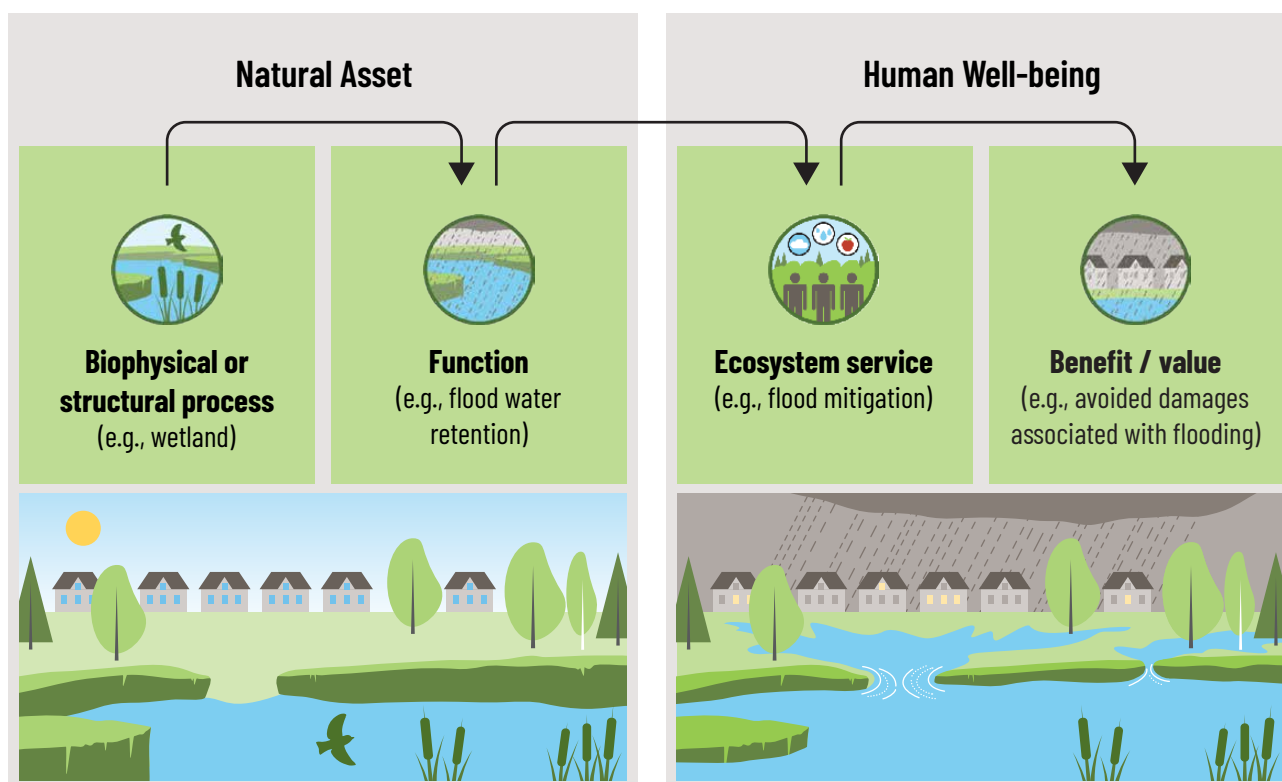 Natural Asset
Human Well-being
Biophysical or
structural process
(e.g., wetland)
Function
(e.g., flood water
retention)
Ecosystem service
(e.g., flood mitigation)
Benefit / value
(e.g., avoided damages
associated with flooding)